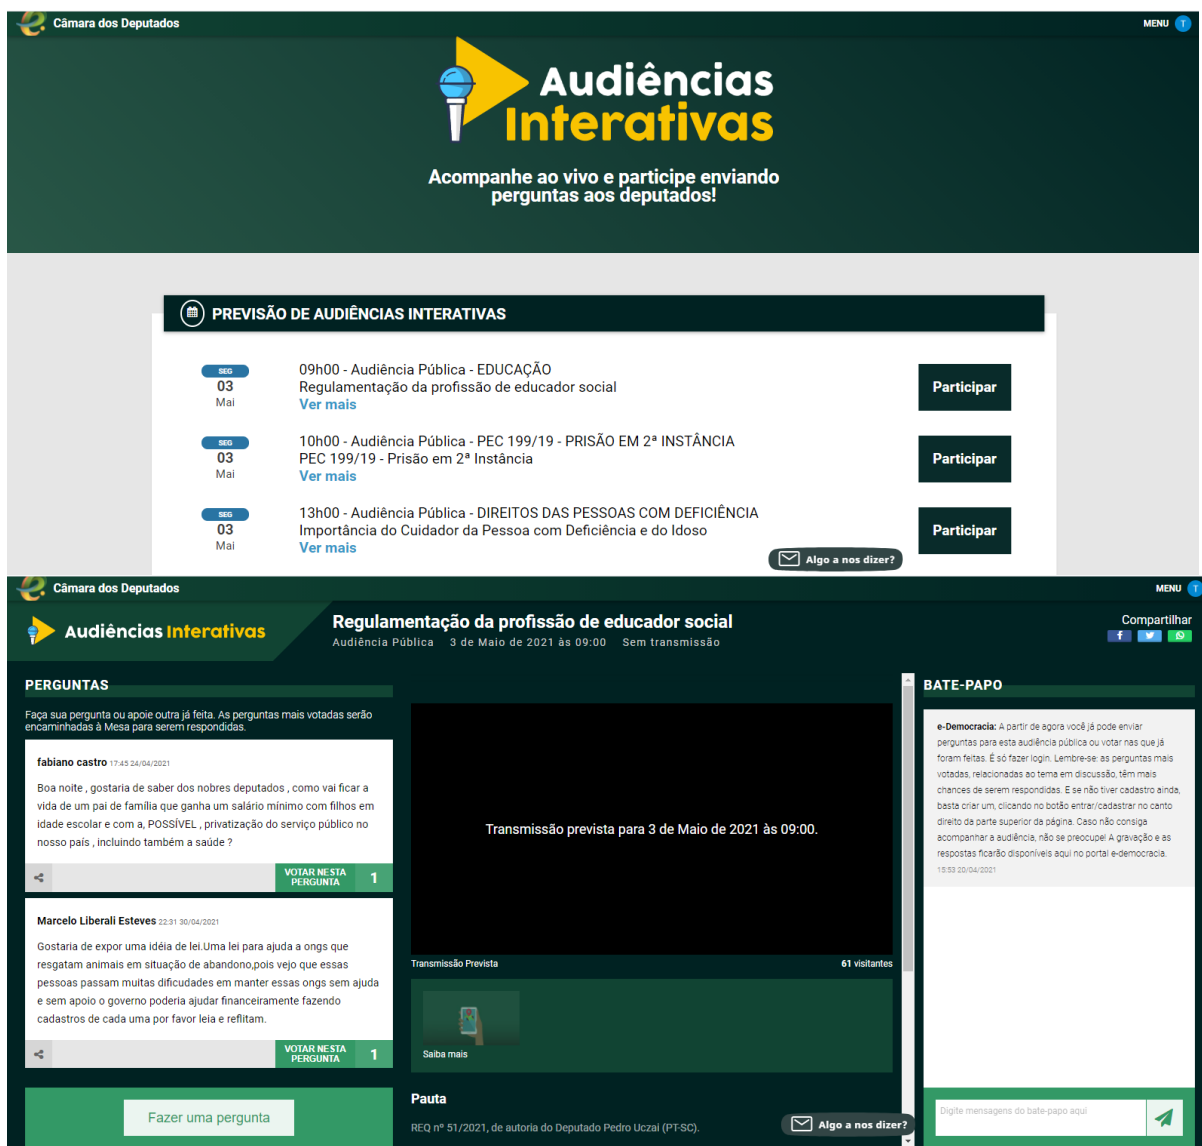 Câmara dos Deputados
MENU T
Audiências
Interativas
Acompanhe ao vivo e participe enviando
perguntas aos deputados!
PREVISÃO DE AUDIÊNCIAS INTERATIVAS
SEG
03
Mai
09h00 - Audiência Pública - EDUCAÇÃO
Regulamentação da profissão de educador social
Ver mais
Participar
SEG
03
Mai
10h00 - Audiência Pública - PEC 199/19 - PRISÃO EM 2ª INSTÂNCIA
PEC 199/19 - Prisão em 2ª Instância
Ver mais
Participar
SEG
03
Mai
13h00 - Audiência Pública - DIREITOS DAS PESSOAS COM DEFICIÊNCIA
Importância do Cuidador da Pessoa com Deficiência e do Idoso
Ver mais
Participar
Algo a nos dizer?
Câmara dos Deputados
MENU T
Audiências Interativas
Regulamentação da profissão de educador social
Audiência Pública 3 de Maio de 2021 às 09:00 Sem transmissão
Compartilhar
PERGUNTAS
Faça sua pergunta ou apoie outra já feita. As perguntas mais votadas serão
encaminhadas à Mesa para serem respondidas.
fabiano castro 17:45 24/04/2021
Boa noite , gostaria de saber dos nobres deputados , como vai ficar a
vida de um pai de família que ganha um salário mínimo com filhos em
idade escolar e com a, POSSÍVEL , privatização do serviço público no
nosso país , incluindo também a saúde ?
VOTAR NESTA
PERGUNTA 1
Marcelo Liberali Esteves 22:31 30/04/2021
Gostaria de expor uma idéia de lei.Uma lei para ajuda a ongs que
resgatam animais em situação de abandono,pois vejo que essas
pessoas passam muitas dificudades em manter essas ongs sem ajuda
e sem apoio o governo poderia ajudar financeiramente fazendo
cadastros de cada uma por favor leia e reflitam.
VOTAR NESTA
PERGUNTA 1
Fazer uma pergunta
Transmissão prevista para 3 de Maio de 2021 às 09:00.
Transmissão Prevista
61 visitantes
Saiba mais
Pauta
REQ nº 51/2021, de autoria do Deputado Pedro Uczai (PT-SC).
Algo a nos dizer?
BATE-PAPO
e-Democracia: A partir de agora você já pode enviar
perguntas para esta audiência pública ou votar nas que já
foram feitas. É só fazer login. Lembre-se: as perguntas mais
votadas, relacionadas ao tema em discussão, têm mais
chances de serem respondidas. E se não tiver cadastro ainda,
basta criar um, clicando no botão entrar/cadastrar no canto
direito da parte superior da página. Caso não consiga
acompanhar a audiência, não se preocupe! A gravação e as
respostas ficarão disponíveis aqui no portal e-democracia.
15:53 20/04/2021
Digite mensagens do bate-papo aqui